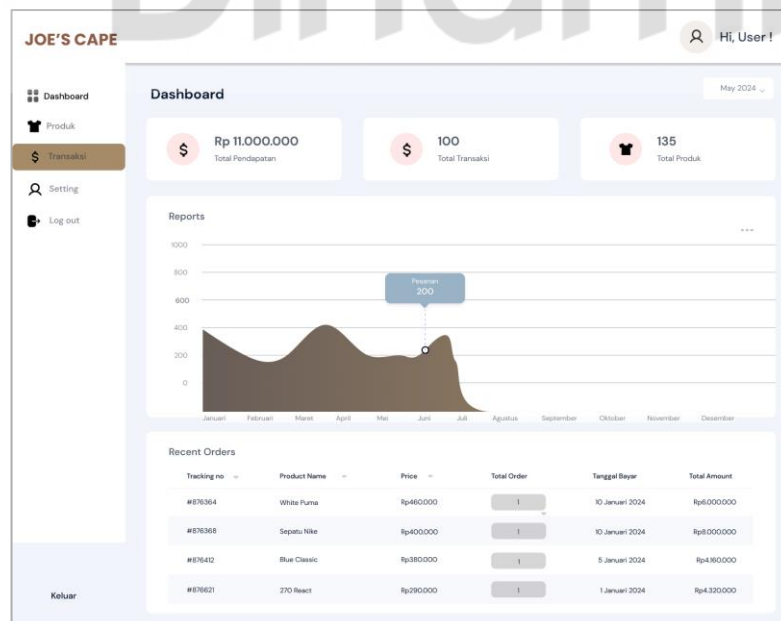 JOE'S CAPE
Hi, User !
Dashboard
Produk
Transaksi
Setting
Log out
Keluar
Dashboard
May 2024
Rp 11.000.000
Total Pendapatan
100
Total Transaksi
135
Total Produk
Reports
1000
800
600
400
200
0
Pesenan
200
Januari Februari Maret April Mei Juni Juli Agustus September Oktober November Desember
Recent Orders
Tracking no Product Name Price Total Order Tanggal Bayar Total Amount
#876364 White Puma Rp460.000 1 10 Januari 2024 Rp6.000.000
#876368 Sepatu Nike Rp400.000 1 10 Januari 2024 Rp8.000.000
#876412 Blue Classic Rp380.000 1 5 Januari 2024 Rp4.160.000
#876621 270 React Rp290.000 1 1 Januari 2024 Rp4.320.000